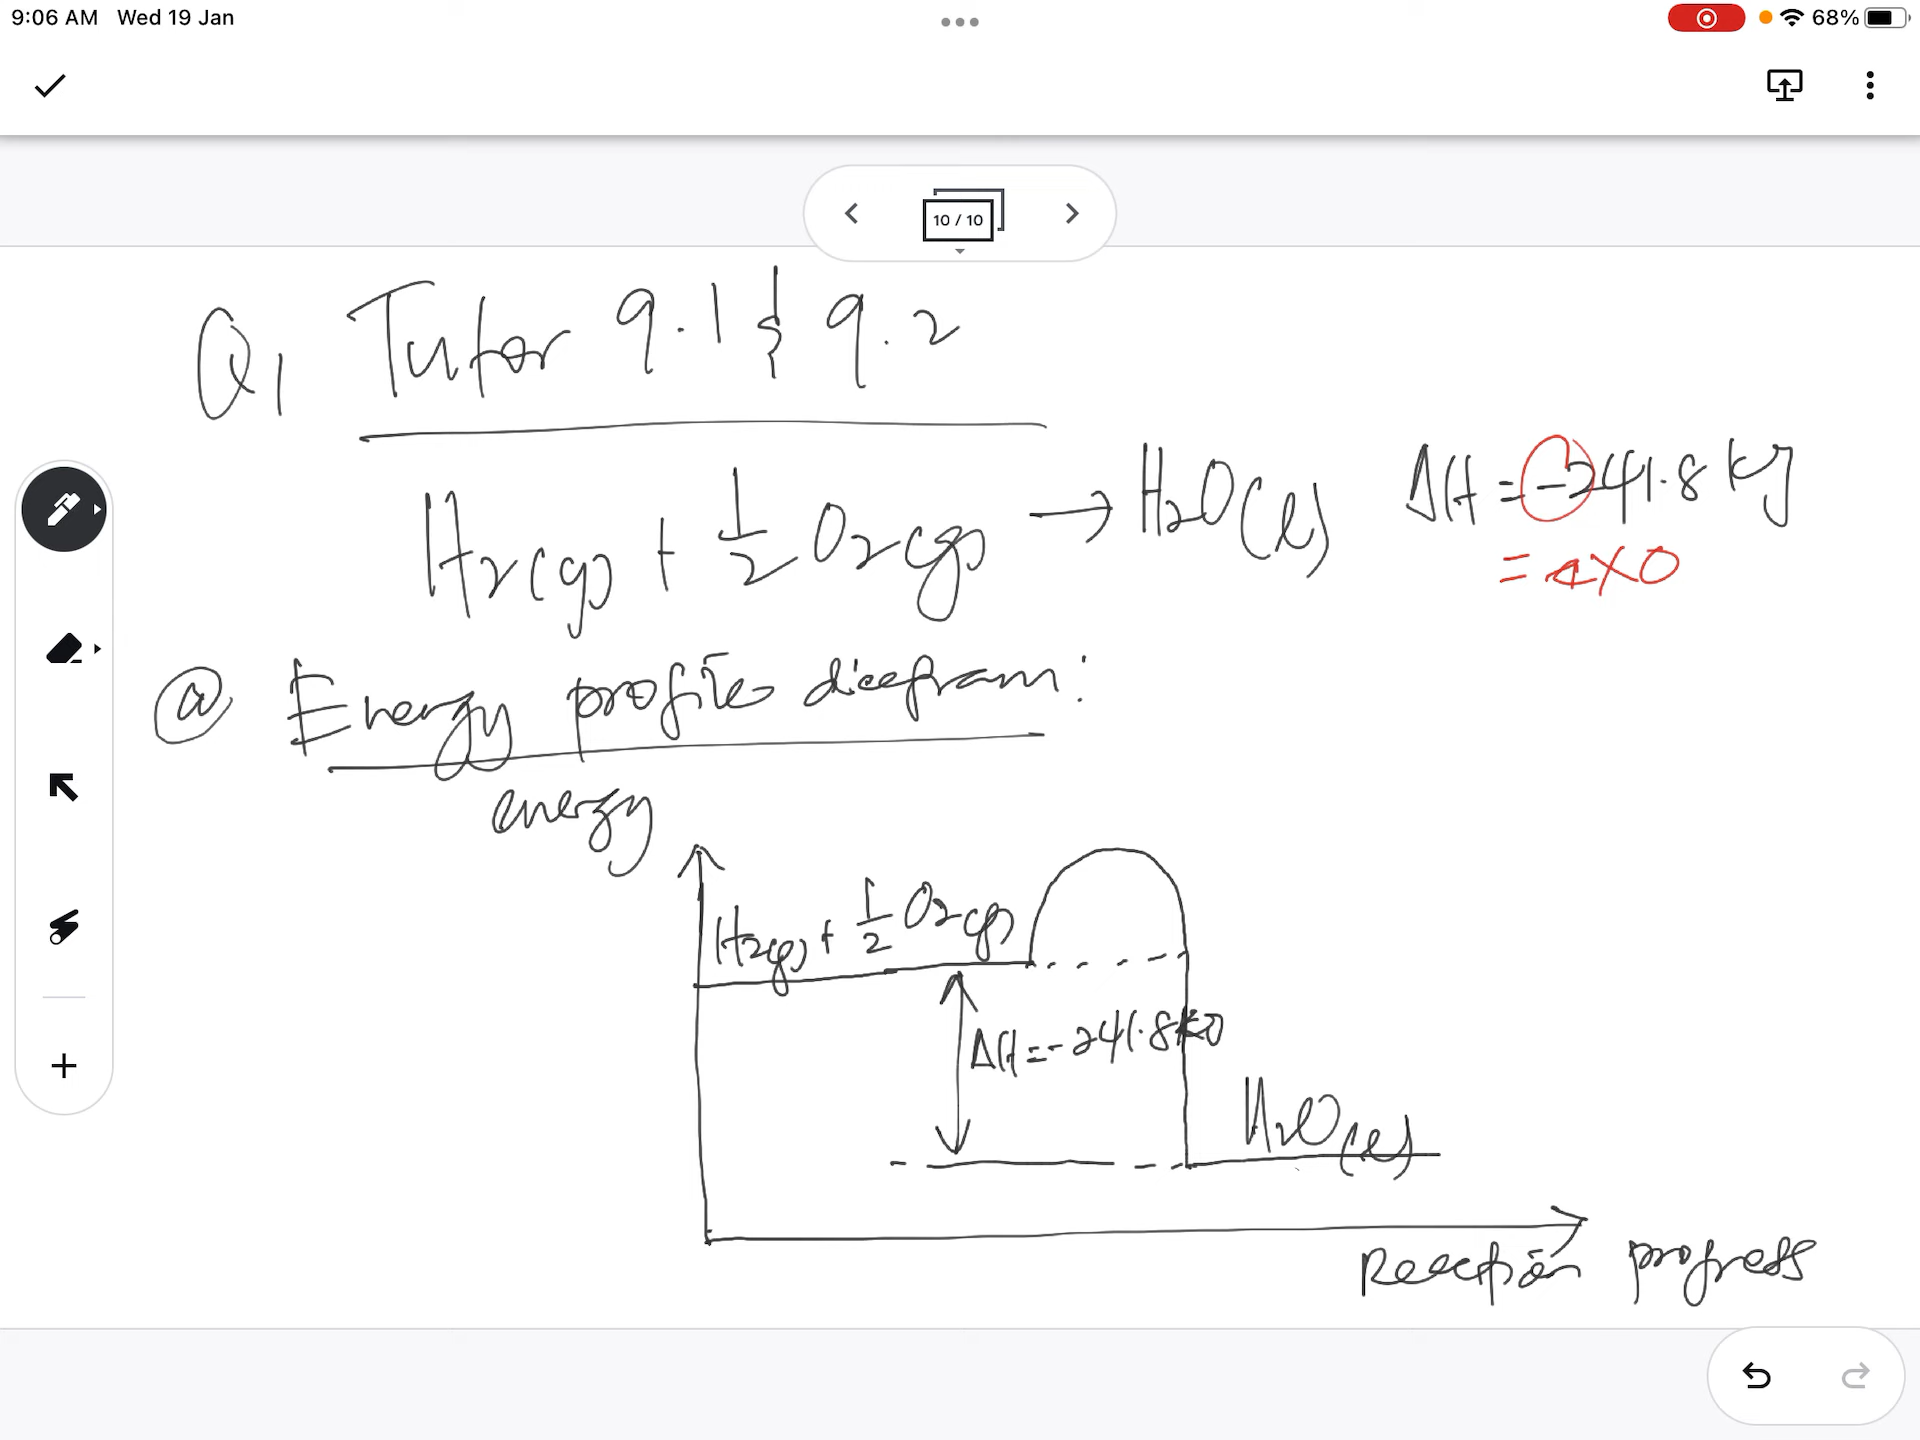 9:06 AM Wed 19 Jan
68%
10 / 10
Q1 Tutor 9.1 & 9.2
H2(g) + 1/2 O2(g) → H2O(l) ΔH = -241.8 kJ
= exo
(a) Energy profile diagram:
energy
H2(g) + 1/2 O2(g)
ΔH = -241.8 kJ
H2O(l)
Reaction progress